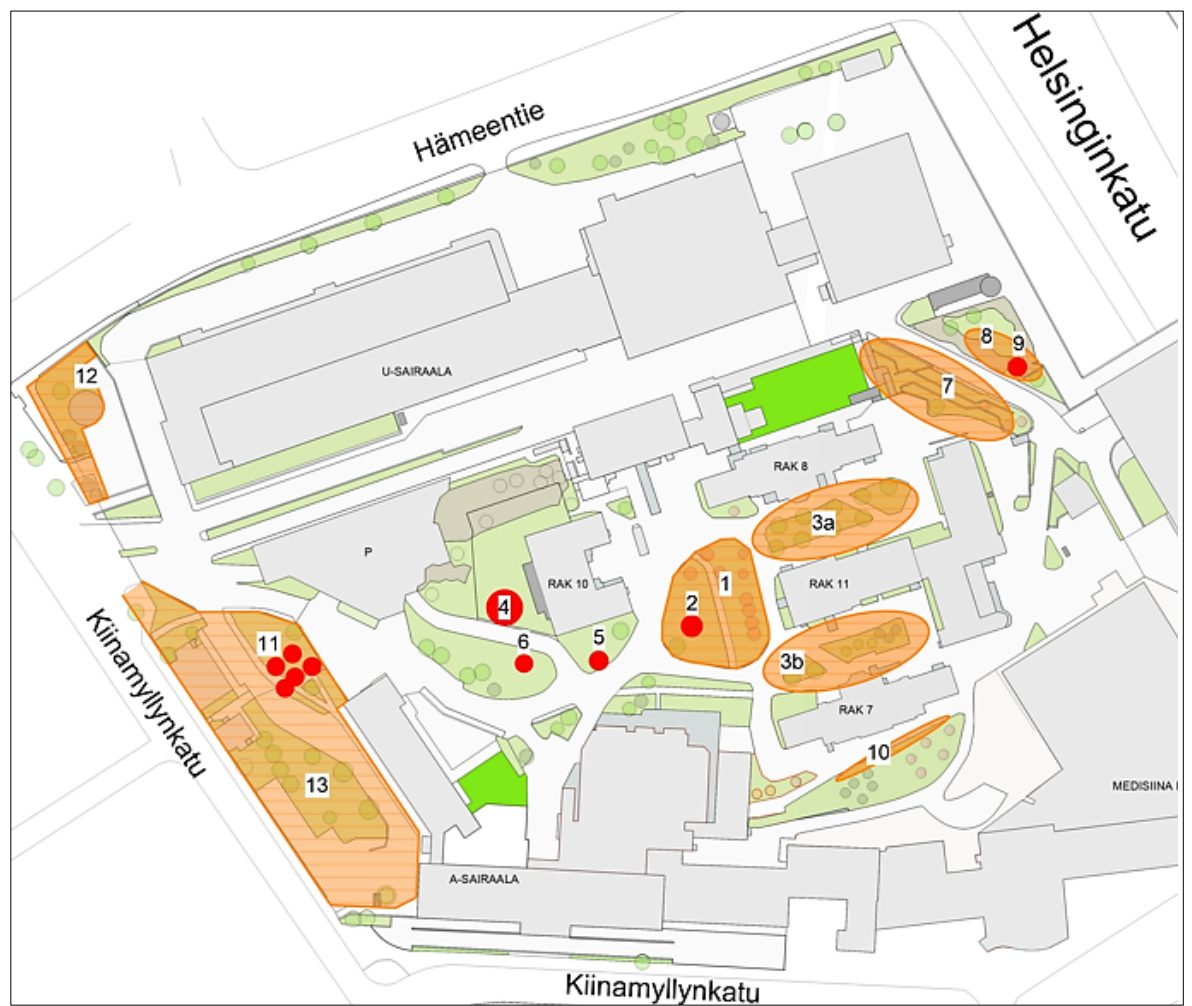 Helsinginkatu
Hämeentie
8
9
U-SAIRAALA
12
7
RAK 8
3a
P
RAK 10
1
RAK 11
4
2
5
6
11
3b
Kiinamyllynkatu
RAK 7
10
13
MEDISIINA
A-SAIRAALA
Kiinamyllynkatu